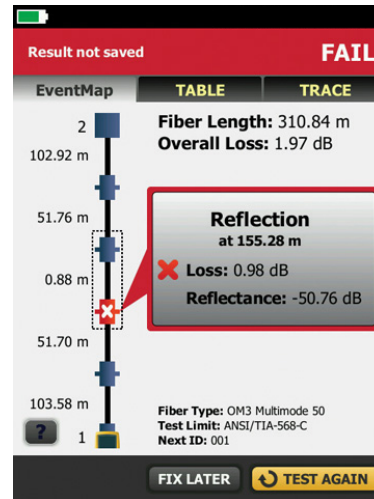 Result not saved
FAIL
EventMap
TABLE
TRACE
2
102.92 m
51.76 m
0.88 m
51.70 m
103.58 m
?
1
Fiber Length: 310.84 m
Overall Loss: 1.97 dB
Reflection
at 155.28 m
Loss: 0.98 dB
Reflectance: -50.76 dB
Fiber Type: OM3 Multimode 50
Test Limit: ANSI/TIA-568-C
Next ID: 001
FIX LATER
TEST AGAIN